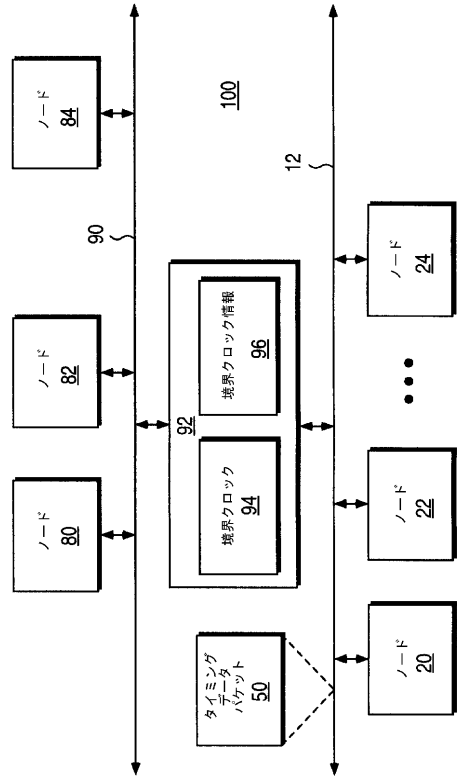 ノード
80
ノード
82
ノード
84
90
タイミング
データ
パケット
50
92
境界クロック
94
境界クロック情報
96
100
12
ノード
20
ノード
22
ノード
24